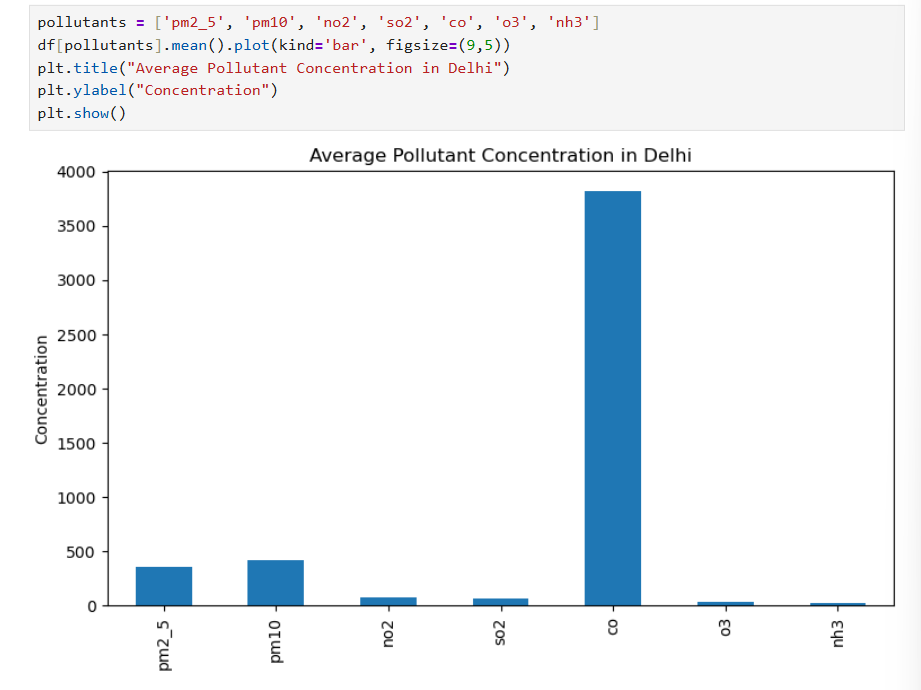 pollutants = ['pm2_5', 'pm10', 'no2', 'so2', 'co', 'o3', 'nh3']
df[pollutants].mean().plot(kind='bar', figsize=(9,5))
plt.title("Average Pollutant Concentration in Delhi")
plt.ylabel("Concentration")
plt.show()
Average Pollutant Concentration in Delhi
Concentration
4000
3500
3000
2500
2000
1500
1000
500
0
pm2_5
pm10
no2
so2
co
o3
nh3